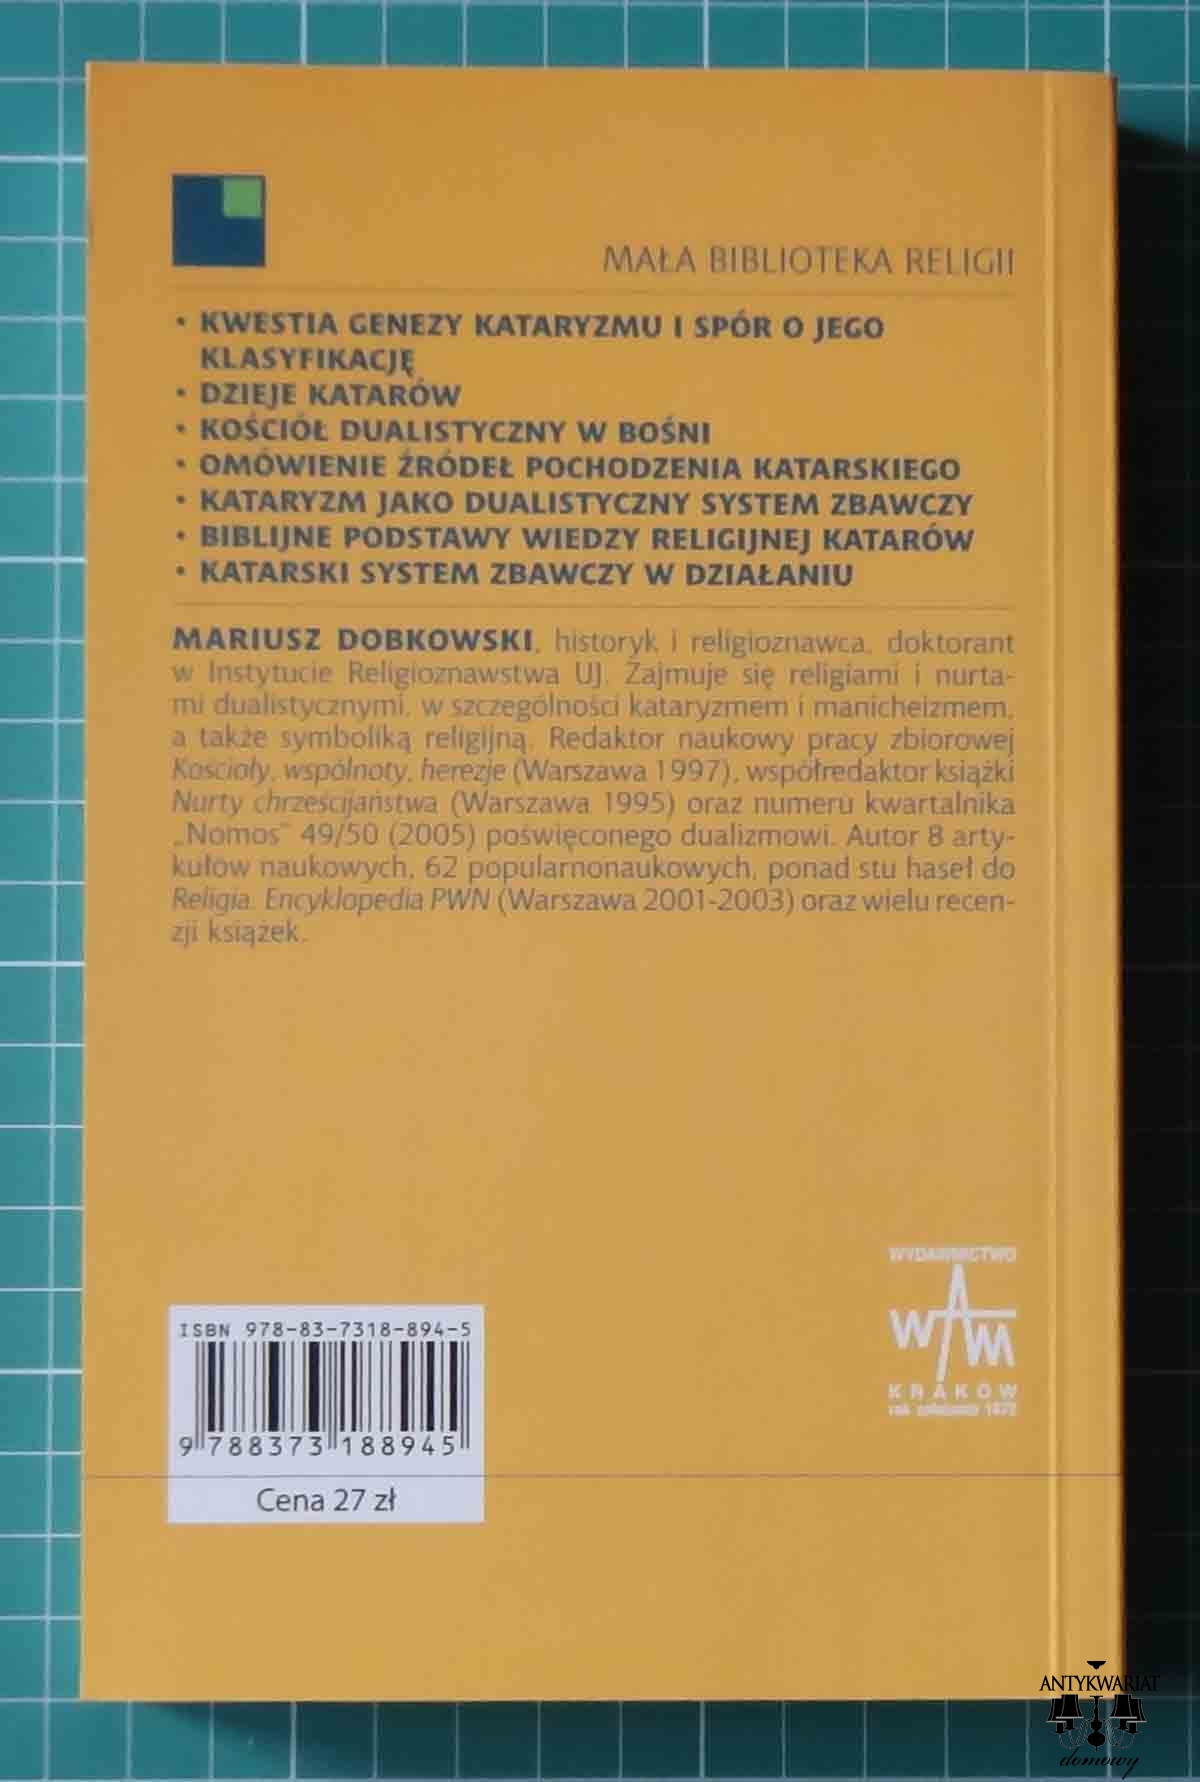 MAŁA BIBLIOTEKA RELIGII
• KWESTIA GENEZY KATARYZMU I SPÓR O JEGO
KLASYFIKACJĘ
• DZIEJE KATARÓW
• KOŚCIÓŁ DUALISTYCZNY W BOŚNI
• OMÓWIENIE ŹRÓDEŁ POCHODZENIA KATARSKIEGO
• KATARYZM JAKO DUALISTYCZNY SYSTEM ZBAWCZY
• BIBLIJNE PODSTAWY WIEDZY RELIGIJNEJ KATARÓW
• KATARSKI SYSTEM ZBAWCZY W DZIAŁANIU
MARIUSZ DOBKOWSKI, historyk i religioznawca, doktorant
w Instytucie Religioznawstwa UJ. Zajmuje się religiami i nurta-
mi dualistycznymi, w szczególności kataryzmem i manicheizmem,
a także symboliką religijną. Redaktor naukowy pracy zbiorowej
Kościoły, wspólnoty, herezje (Warszawa 1997), współredaktor książki
Nurty chrześcijaństwa (Warszawa 1995) oraz numeru kwartalnika
„Nomos” 49/50 (2005) poświęconego dualizmowi. Autor 8 arty-
kułów naukowych, 62 popularnonaukowych, ponad stu haseł do
Religia. Encyklopedia PWN (Warszawa 2001-2003) oraz wielu recen-
zji książek.
WYDAWNICTWO
WAM
KRAKÓW
rok założenia 1872
ISBN 978-83-7318-894-5
9 788373 188945
Cena 27 zł
ANTYKWARIAT
domowy